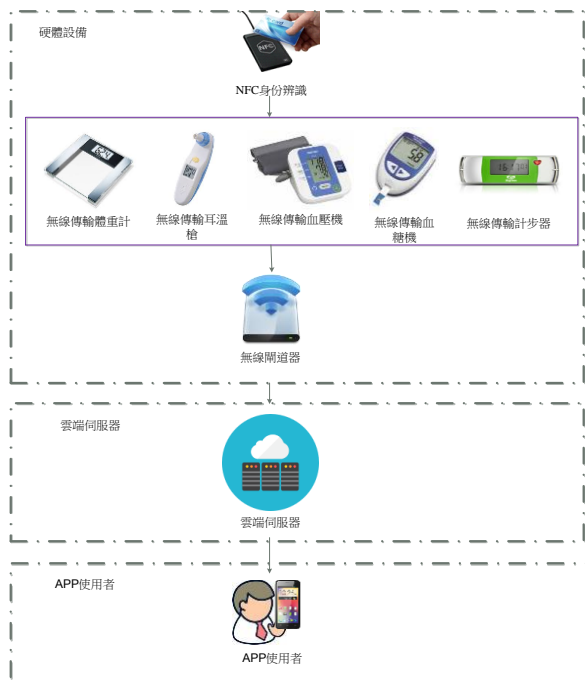 硬體設備
NFC
NFC身份辨識
無線傳輸體重計
無線傳輸耳溫
槍
無線傳輸血壓機
無線傳輸血
糖機
無線傳輸計步器
無線閘道器
雲端伺服器
雲端伺服器
APP使用者
APP使用者